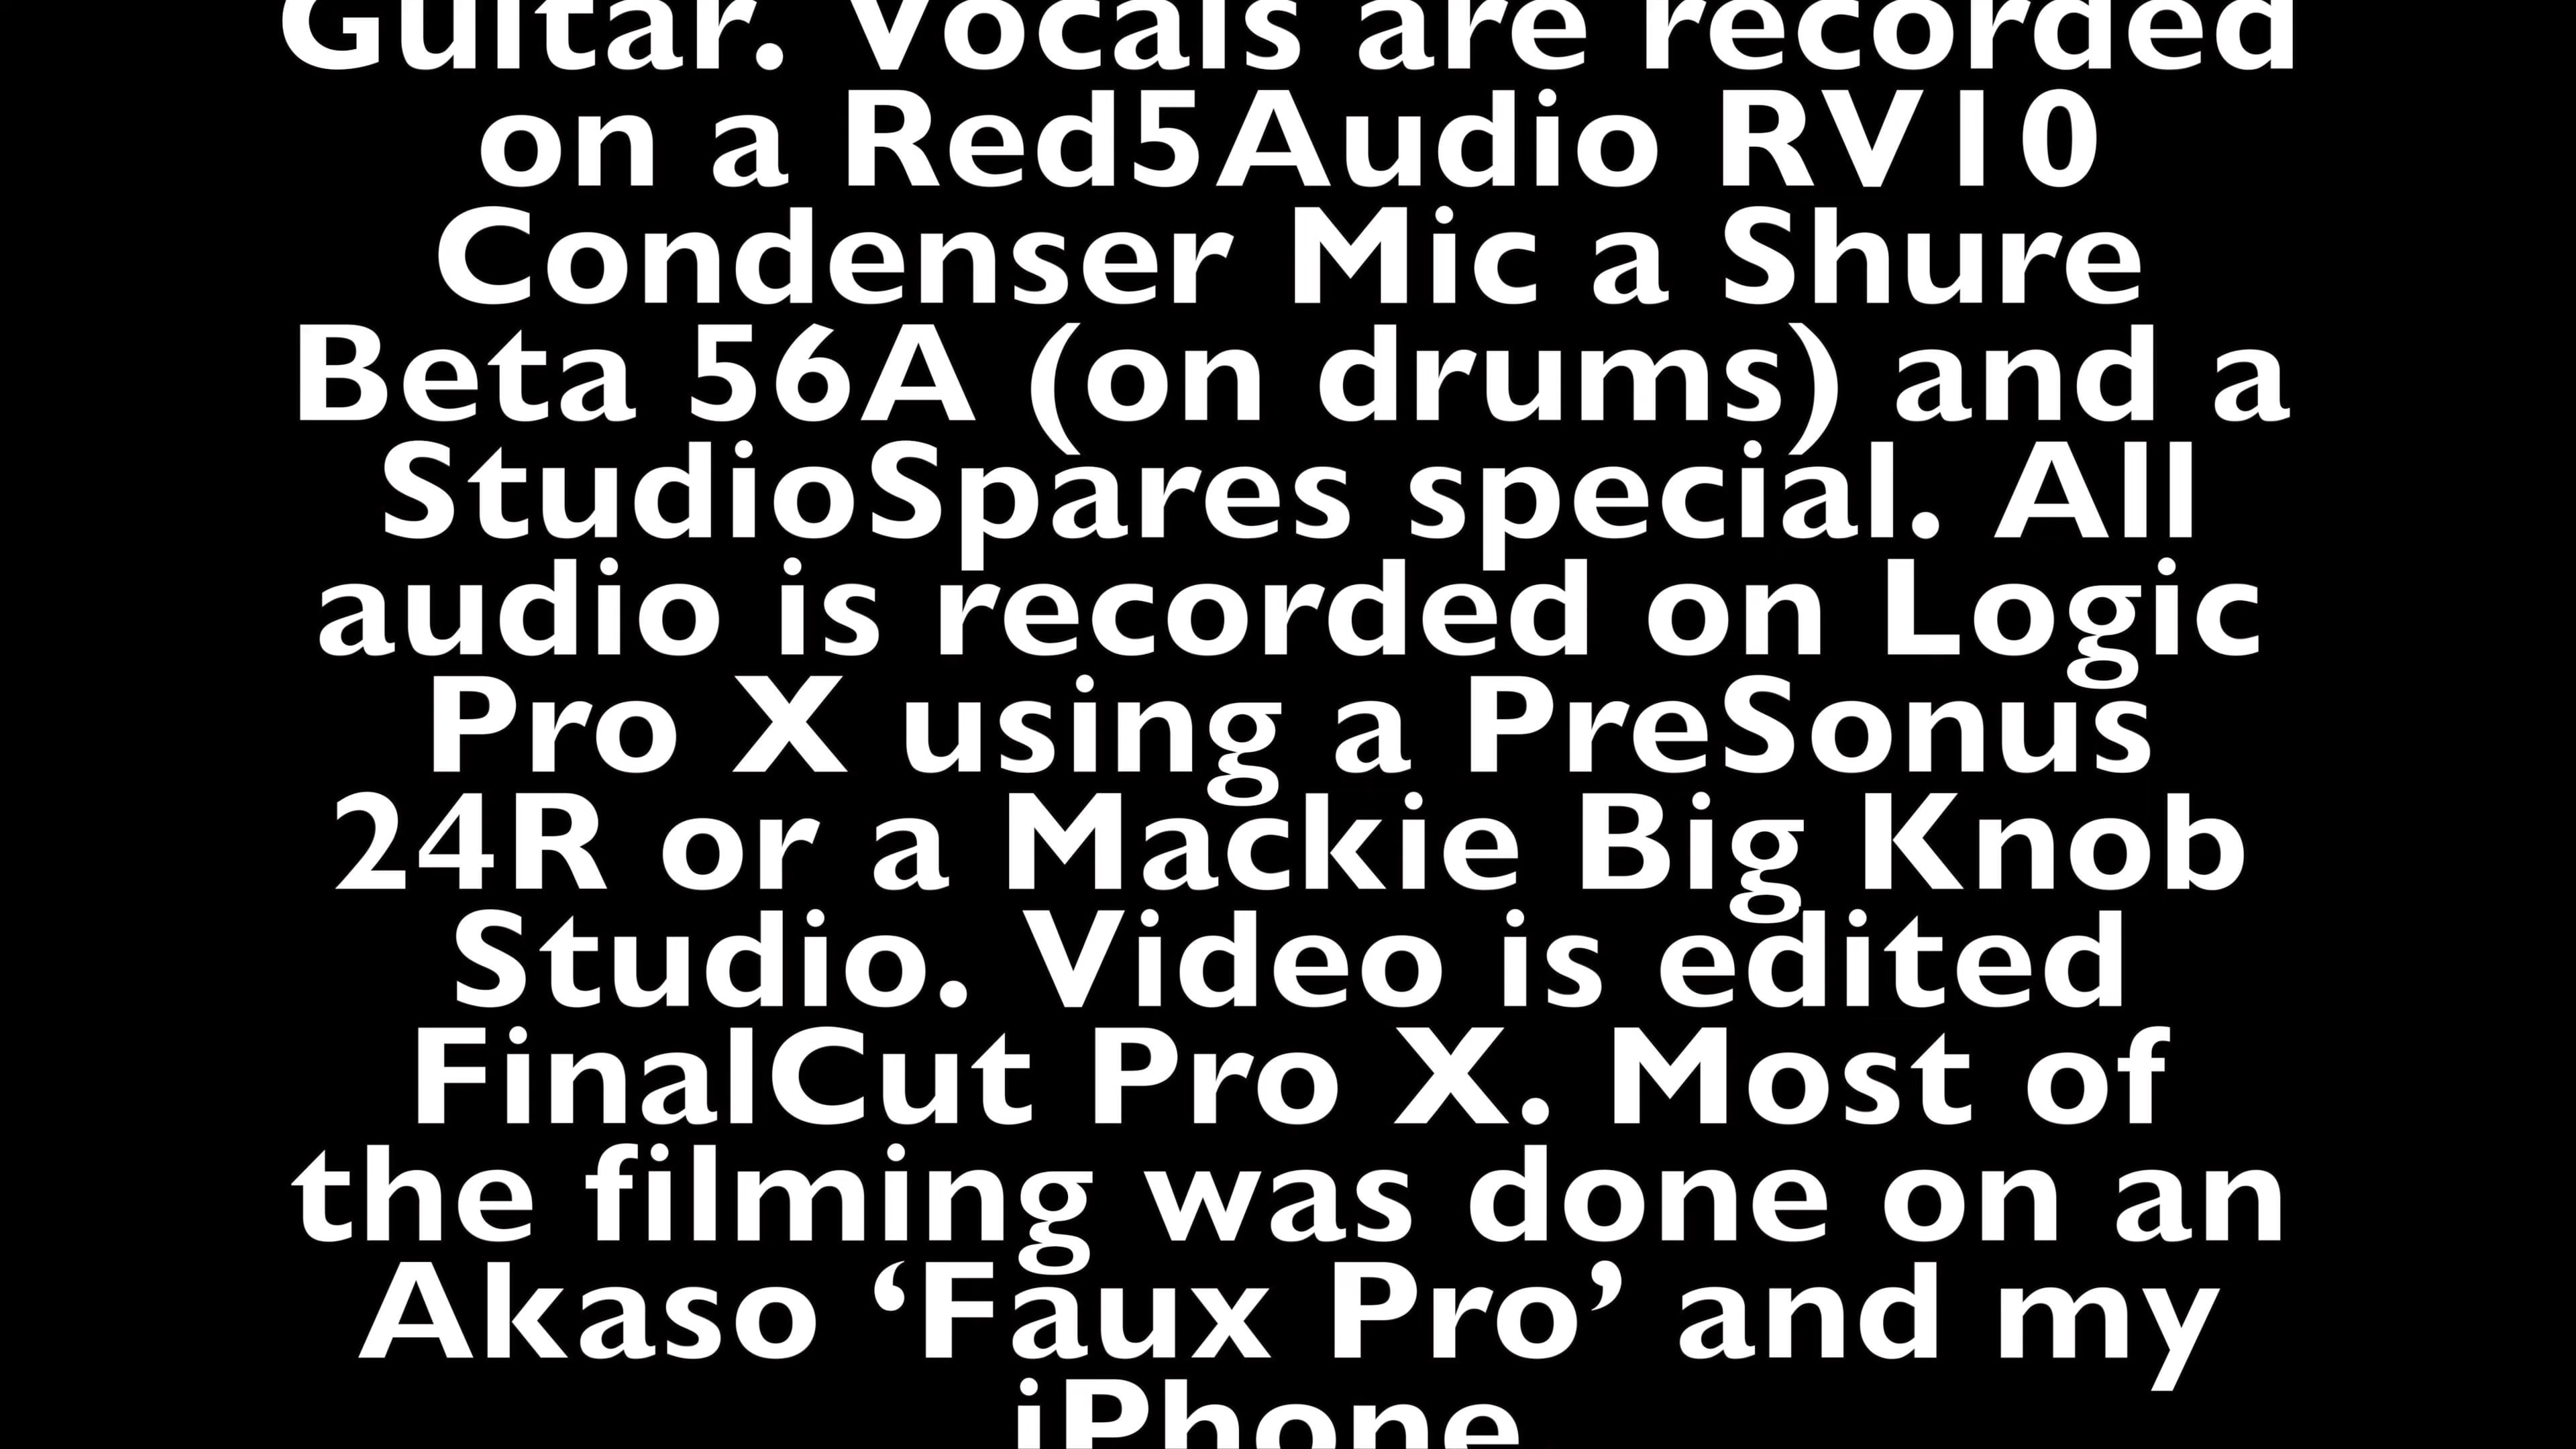 Guitar. Vocals are recorded
on a Red5Audio RV10
Condenser Mic a Shure
Beta 56A (on drums) and a
StudioSpares special. All
audio is recorded on Logic
Pro X using a PreSonus
24R or a Mackie Big Knob
Studio. Video is edited
FinalCut Pro X. Most of
the filming was done on an
Akaso ‘Faux Pro’ and my
iPhone